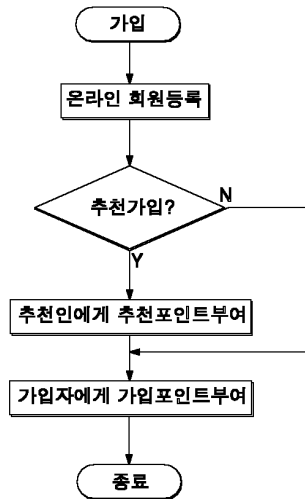 가입
온라인 회원등록
추천가입?
N
Y
추천인에게 추천포인트부여
가입자에게 가입포인트부여
종료